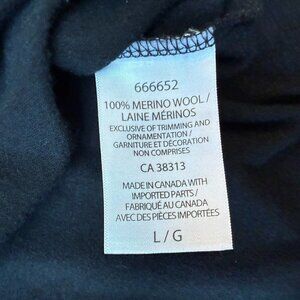 666652
100% MERINO WOOL /
LAINE MÉRINOS
EXCLUSIVE OF TRIMMING AND
ORNAMENTATION /
GARNITURE ET DÉCORATION
NON COMPRISES
CA 38313
MADE IN CANADA WITH
IMPORTED PARTS /
FABRIQUÉ AU CANADA
AVEC DES PIÈCES IMPORTÉES
L / G